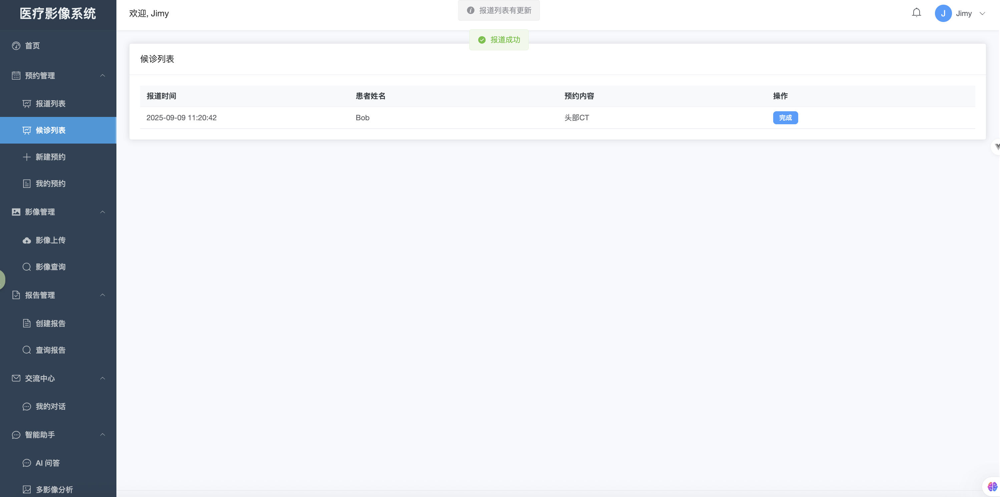 医疗影像系统
欢迎, Jimy
报道列表有更新
J
Jimy
报道成功
首页
预约管理
报道列表
候诊列表
新建预约
我的预约
影像管理
影像上传
影像查询
报告管理
创建报告
查询报告
交流中心
我的对话
智能助手
AI 问答
多影像分析
候诊列表
报道时间 患者姓名 预约内容 操作
2025-09-09 11:20:42 Bob 头部CT 完成